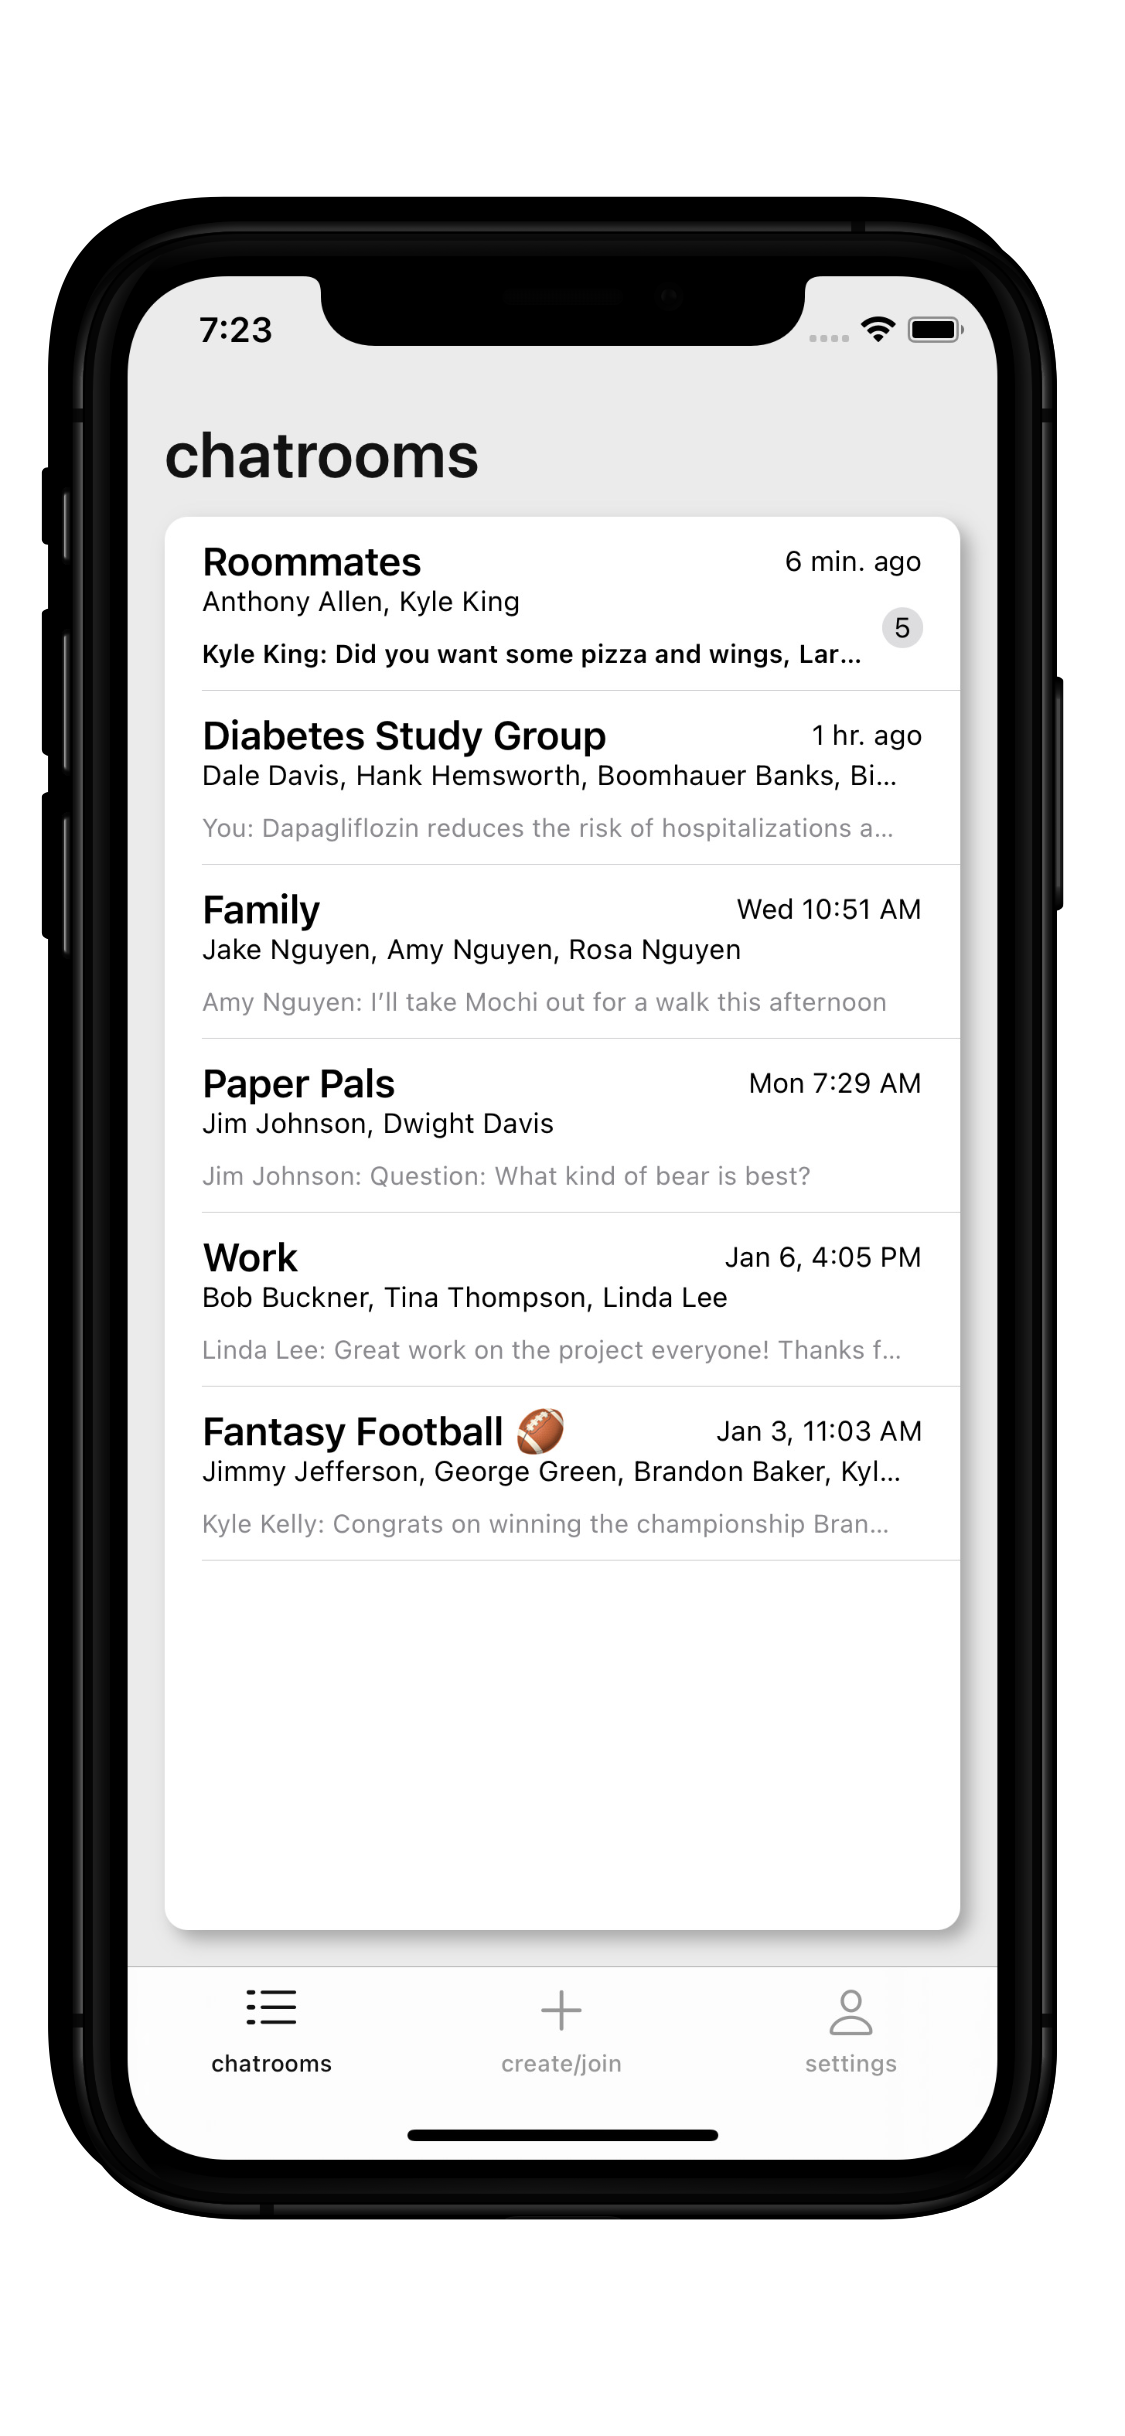 7:23
chatrooms
Roommates 6 min. ago
Anthony Allen, Kyle King
5
Kyle King: Did you want some pizza and wings, Lar...
Diabetes Study Group 1 hr. ago
Dale Davis, Hank Hemsworth, Boomhauer Banks, Bi...
You: Dapagliflozin reduces the risk of hospitalizations a...
Family Wed 10:51 AM
Jake Nguyen, Amy Nguyen, Rosa Nguyen
Amy Nguyen: I’ll take Mochi out for a walk this afternoon
Paper Pals Mon 7:29 AM
Jim Johnson, Dwight Davis
Jim Johnson: Question: What kind of bear is best?
Work Jan 6, 4:05 PM
Bob Buckner, Tina Thompson, Linda Lee
Linda Lee: Great work on the project everyone! Thanks f...
Fantasy Football 🏈 Jan 3, 11:03 AM
Jimmy Jefferson, George Green, Brandon Baker, Kyl...
Kyle Kelly: Congrats on winning the championship Bran...
chatrooms create/join settings